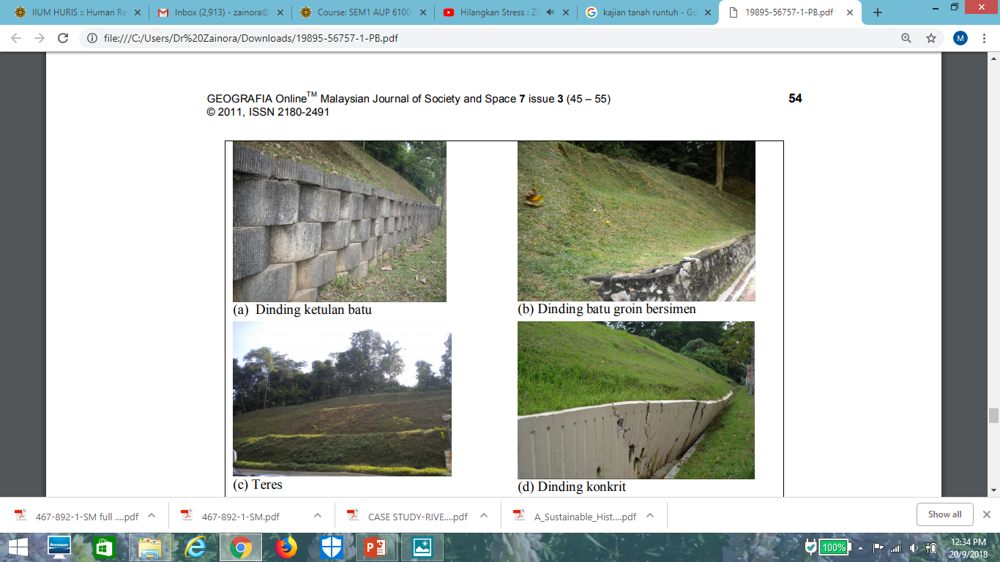 IIUM HURIS :: Human Re
Inbox (2,913) - zainora@
Course: SEM1 AUP 6100
Hilangkan Stress : Zi
kajian tanah runtuh - Go
19895-56757-1-PB.pdf
file:///C:/Users/Dr%20Zainora/Downloads/19895-56757-1-PB.pdf
M
GEOGRAFIA Online™ Malaysian Journal of Society and Space 7 issue 3 (45 – 55) 54
© 2011, ISSN 2180-2491
(a) Dinding ketulan batu
(b) Dinding batu groin bersimen
(c) Teres
(d) Dinding konkrit
467-892-1-SM full ....pdf
467-892-1-SM.pdf
CASE STUDY-RIVE....pdf
A_Sustainable_Hist....pdf
Show all
lenovo
100%
12:34 PM
20/9/2018